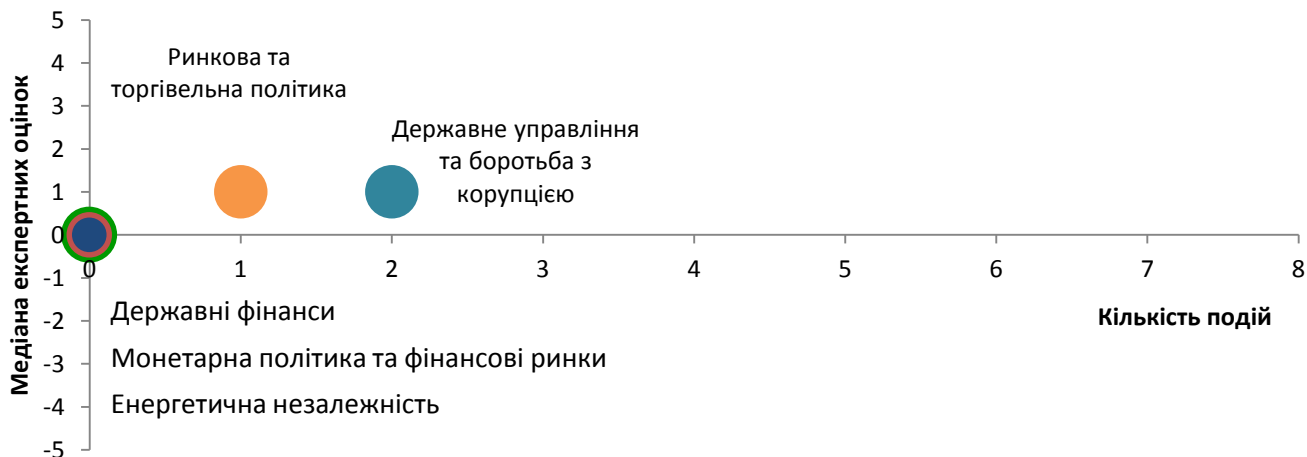 Медіана експертних оцінок
5
4
3
2
1
0
-1
-2
-3
-4
-5
Ринкова та
торгівельна політика
Державне управління
та боротьба з
корупцією
0
1
2
3
4
5
6
7
8
Кількість подій
Державні фінанси
Монетарна політика та фінансові ринки
Енергетична незалежність